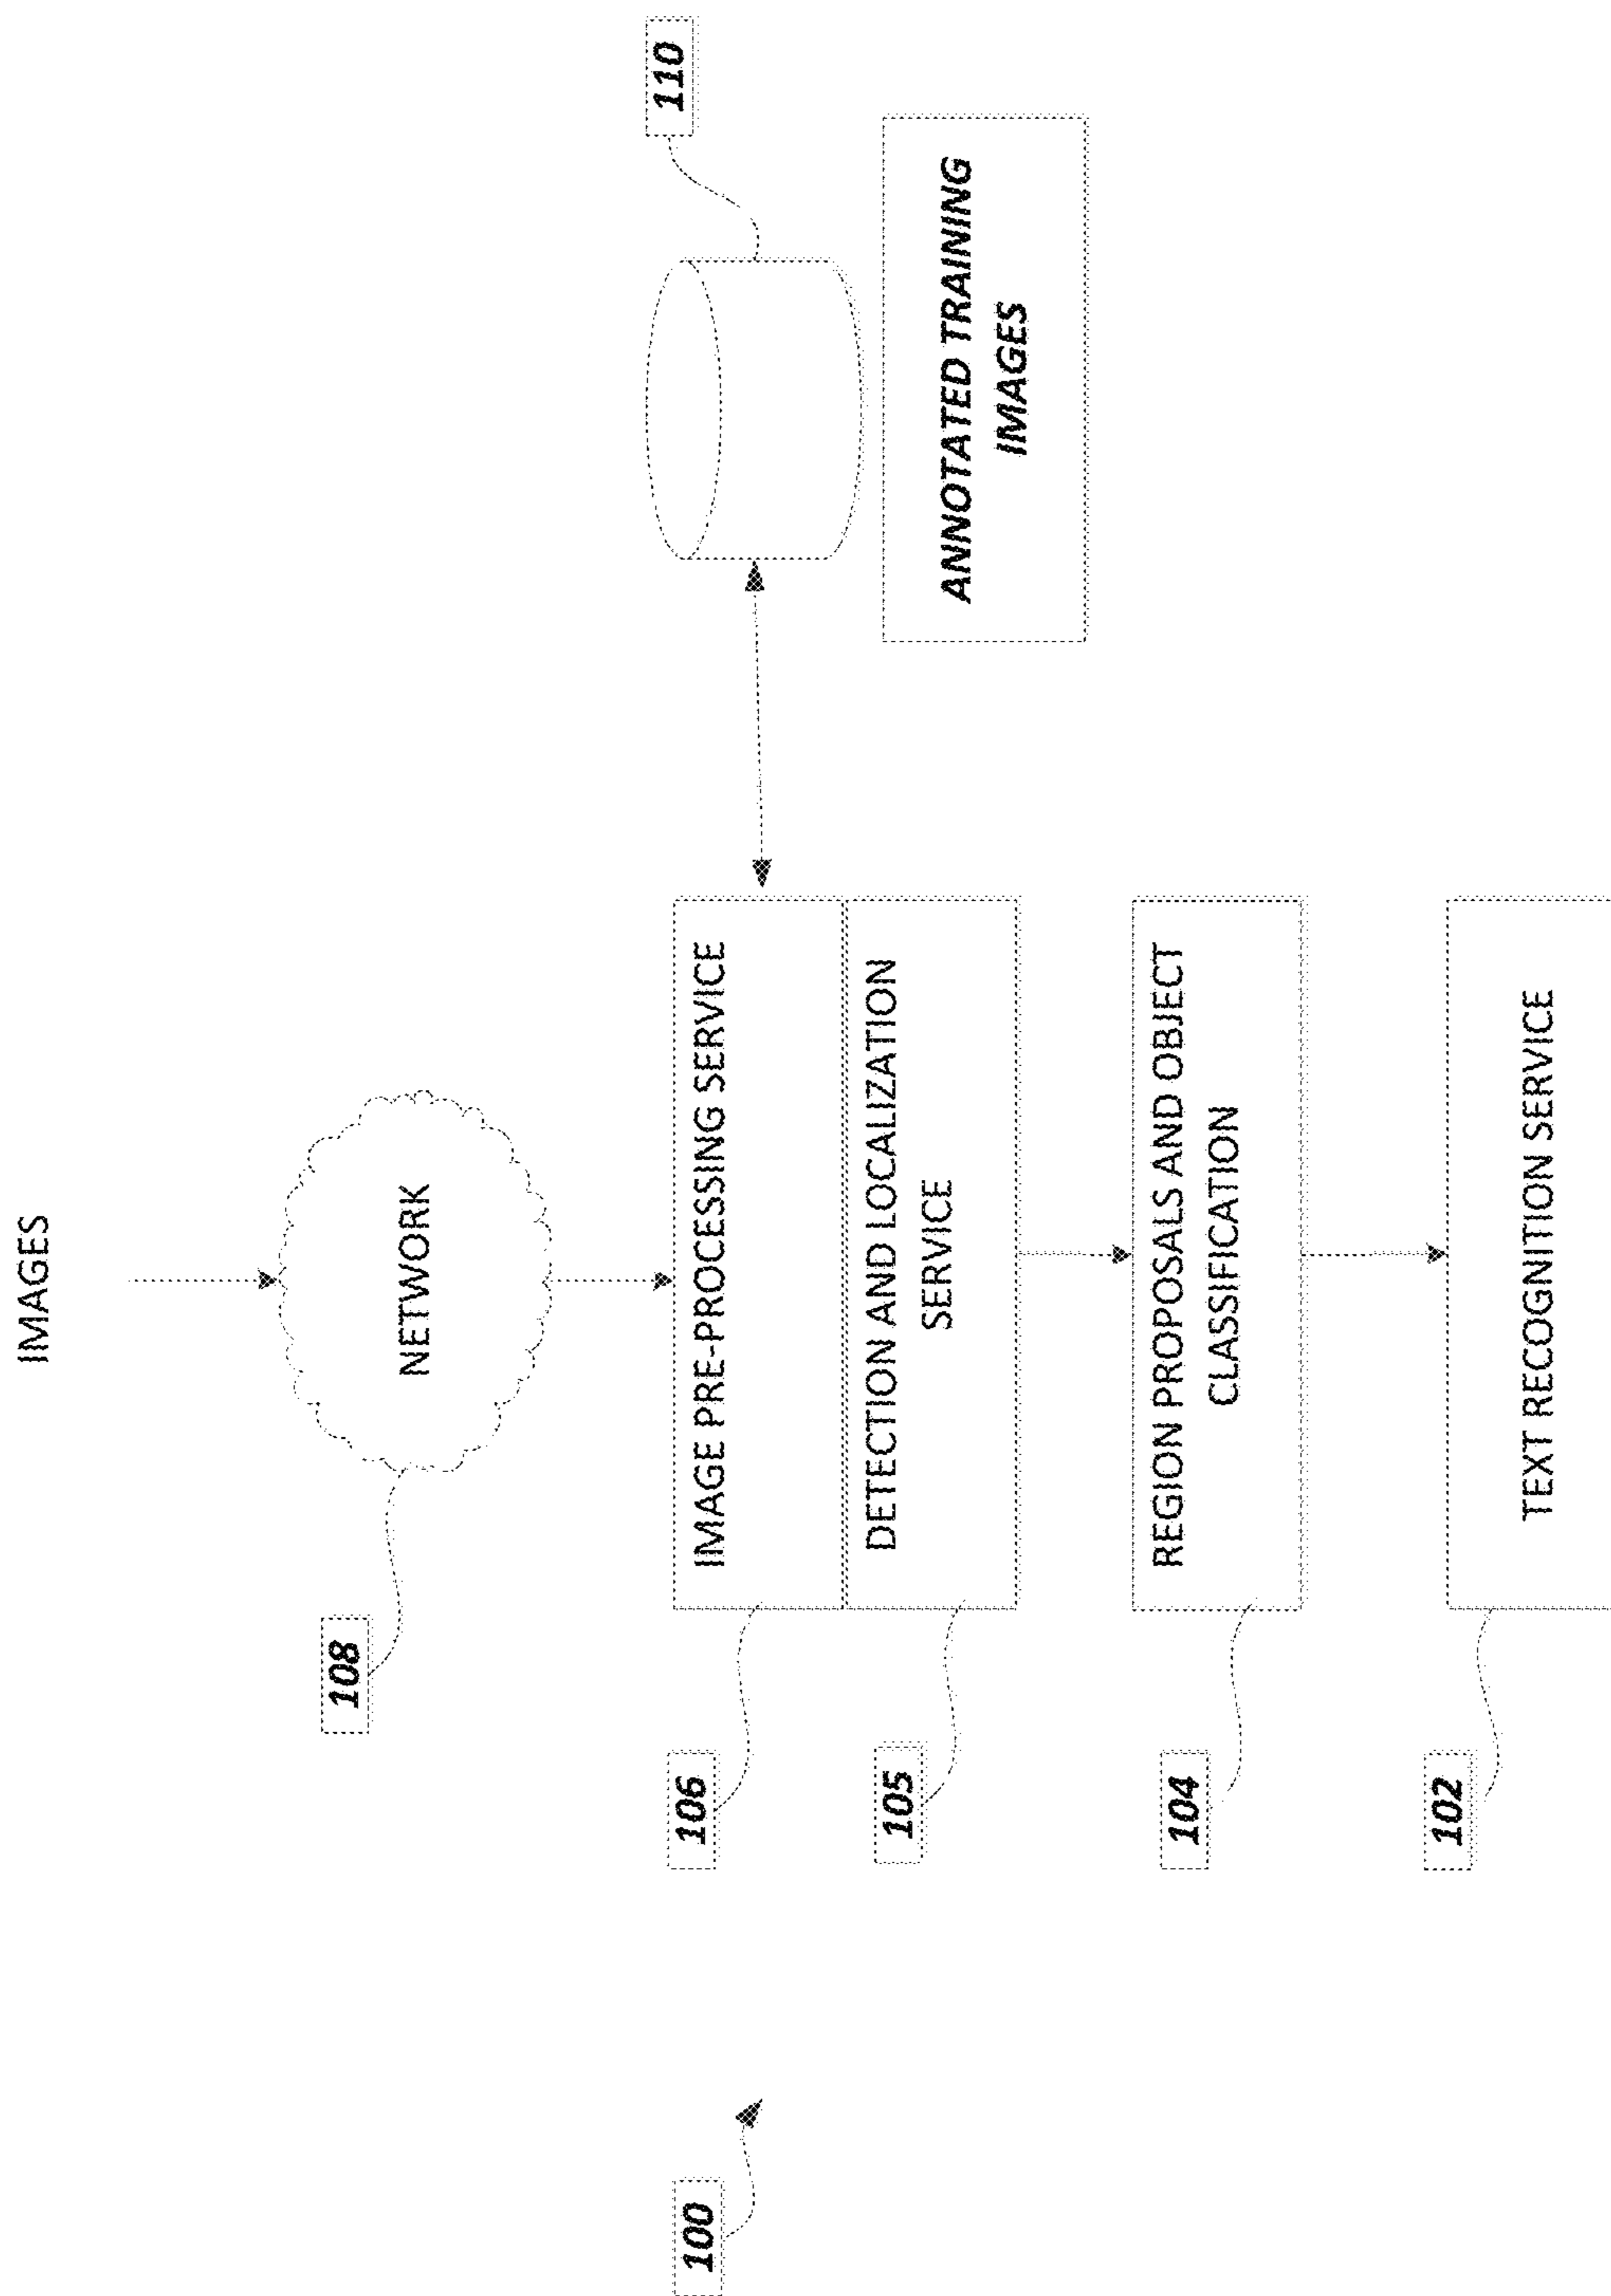 IMAGES
NETWORK
108
110
106
IMAGE PRE-PROCESSING SERVICE
105
DETECTION AND LOCALIZATION
SERVICE
ANNOTATED TRAINING
IMAGES
104
REGION PROPOSALS AND OBJECT
CLASSIFICATION
102
TEXT RECOGNITION SERVICE
100